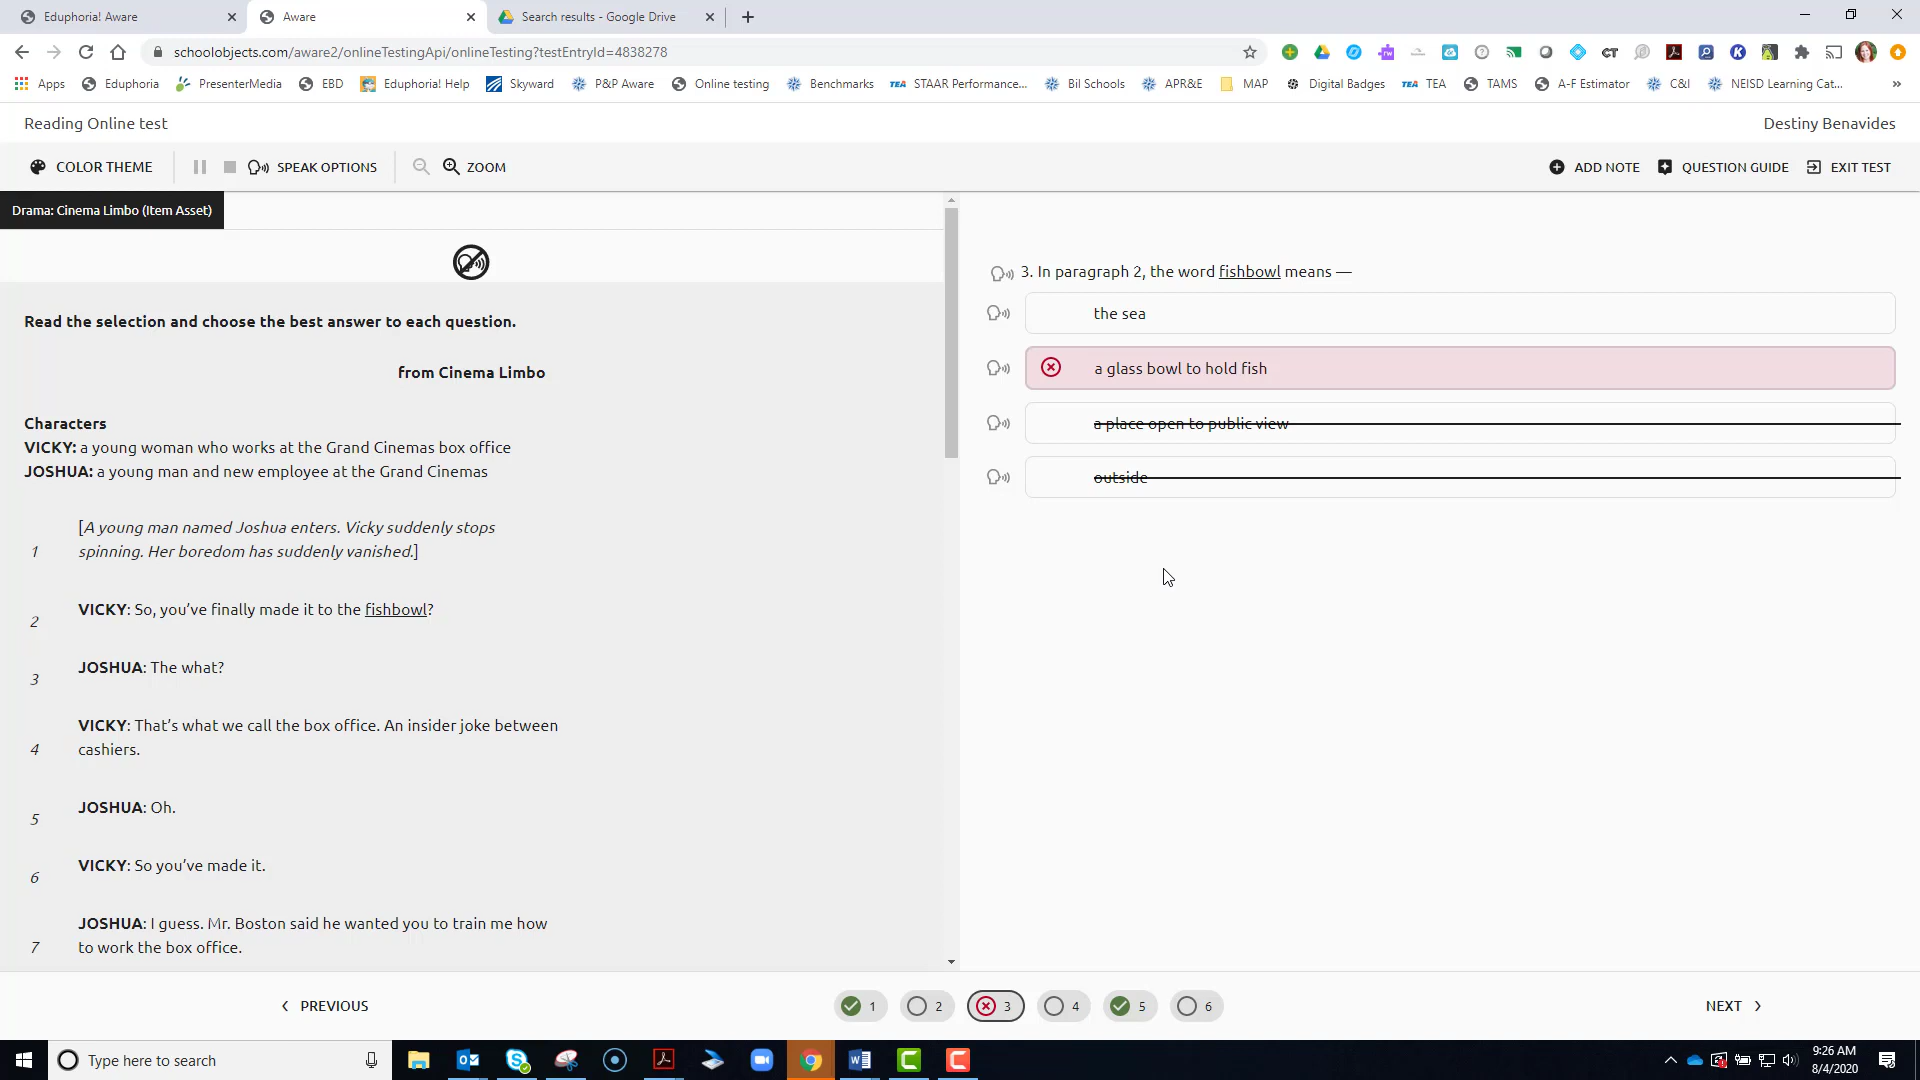 Eduphoria! Aware
Aware
Search results - Google Drive
schoolobjects.com/aware2/onlineTestingApi/onlineTesting?testEntryId=4838278
Apps Eduphoria PresenterMedia EBD Eduphoria! Help Skyward P&P Aware Online testing Benchmarks TEA STAAR Performance... Bil Schools APR&E MAP Digital Badges TEA TEA TAMS A-F Estimator C&I NEISD Learning Cat... »
Reading Online test
Destiny Benavides
COLOR THEME SPEAK OPTIONS ZOOM ADD NOTE QUESTION GUIDE EXIT TEST
Drama: Cinema Limbo (Item Asset)
Read the selection and choose the best answer to each question.
from Cinema Limbo
Characters
VICKY: a young woman who works at the Grand Cinemas box office
JOSHUA: a young man and new employee at the Grand Cinemas
[A young man named Joshua enters. Vicky suddenly stops
1 spinning. Her boredom has suddenly vanished.]
VICKY: So, you’ve finally made it to the fishbowl?
2
JOSHUA: The what?
3
VICKY: That’s what we call the box office. An insider joke between
4 cashiers.
JOSHUA: Oh.
5
VICKY: So you’ve made it.
6
JOSHUA: I guess. Mr. Boston said he wanted you to train me how
7 to work the box office.
3. In paragraph 2, the word fishbowl means —
the sea
a glass bowl to hold fish
a place open to public view
outside
PREVIOUS
1 2 3 4 5 6
NEXT
Type here to search
9:26 AM
8/4/2020